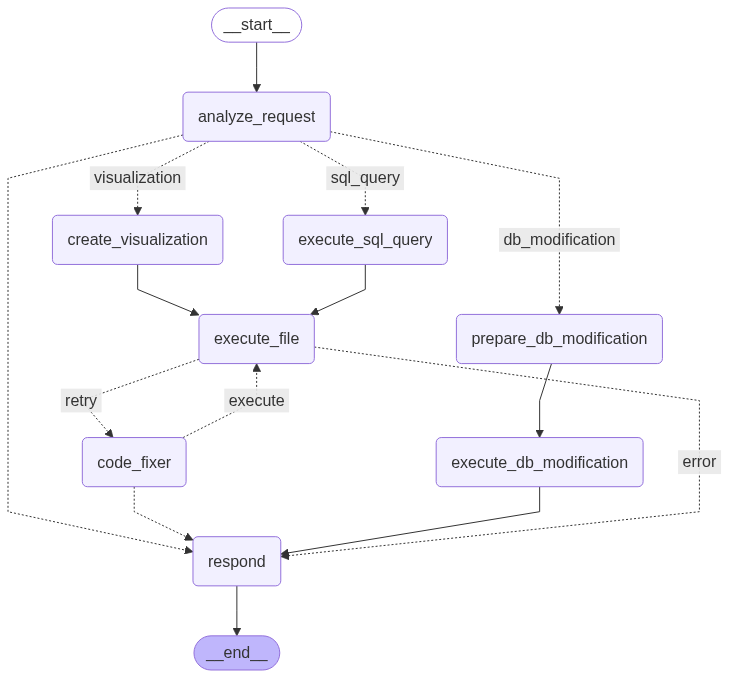 __start__
analyze_request
visualization
sql_query
create_visualization
execute_sql_query
db_modification
execute_file
prepare_db_modification
retry
execute
code_fixer
execute_db_modification
error
respond
__end__